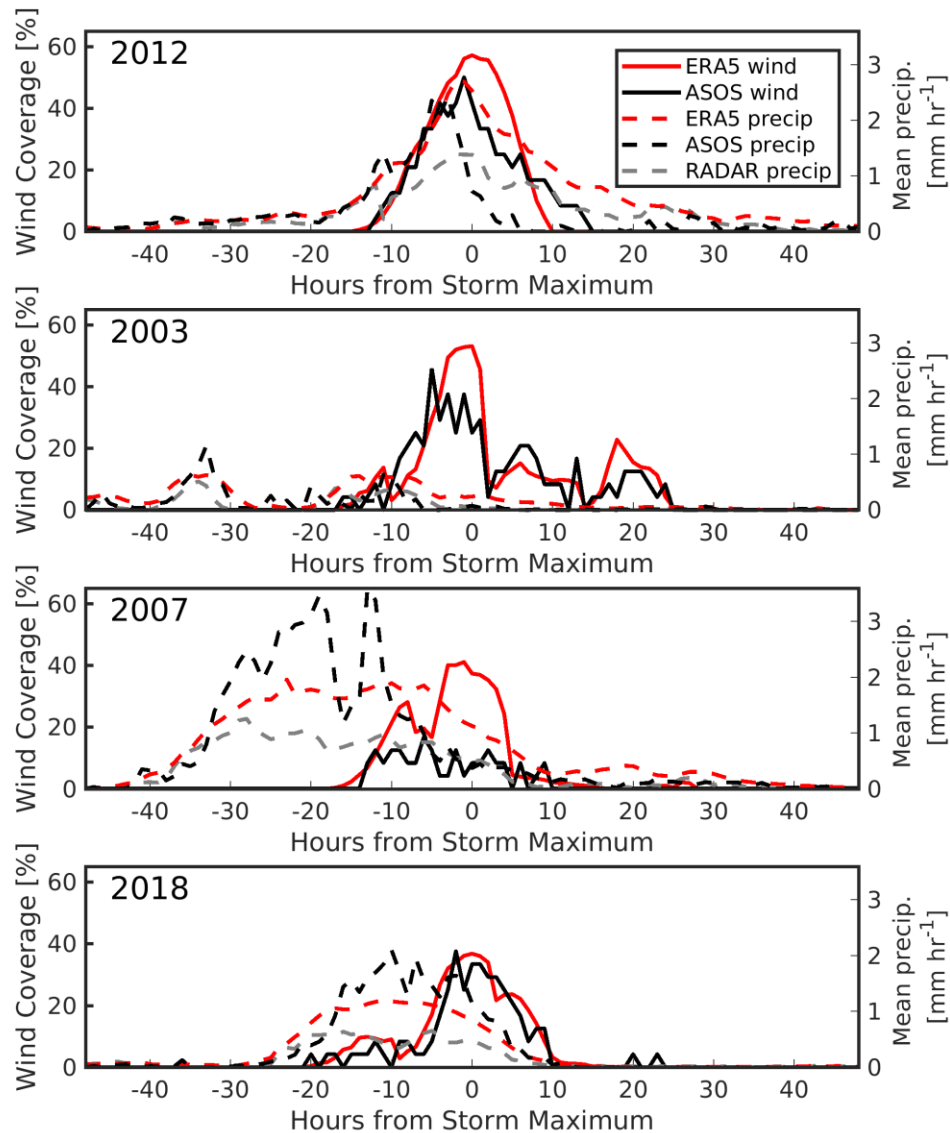 Wind Coverage [%]
60
40
20
0
2012
ERA5 wind
ASOS wind
ERA5 precip
ASOS precip
RADAR precip
3
2
1
0
Mean precip.
[mm hr⁻¹]
-40 -30 -20 -10 0 10 20 30 40
Hours from Storm Maximum
Wind Coverage [%]
60
40
20
0
2003
3
2
1
0
Mean precip.
[mm hr⁻¹]
-40 -30 -20 -10 0 10 20 30 40
Hours from Storm Maximum
Wind Coverage [%]
60
40
20
0
2007
3
2
1
0
Mean precip.
[mm hr⁻¹]
-40 -30 -20 -10 0 10 20 30 40
Hours from Storm Maximum
Wind Coverage [%]
60
40
20
0
2018
3
2
1
0
Mean precip.
[mm hr⁻¹]
-40 -30 -20 -10 0 10 20 30 40
Hours from Storm Maximum